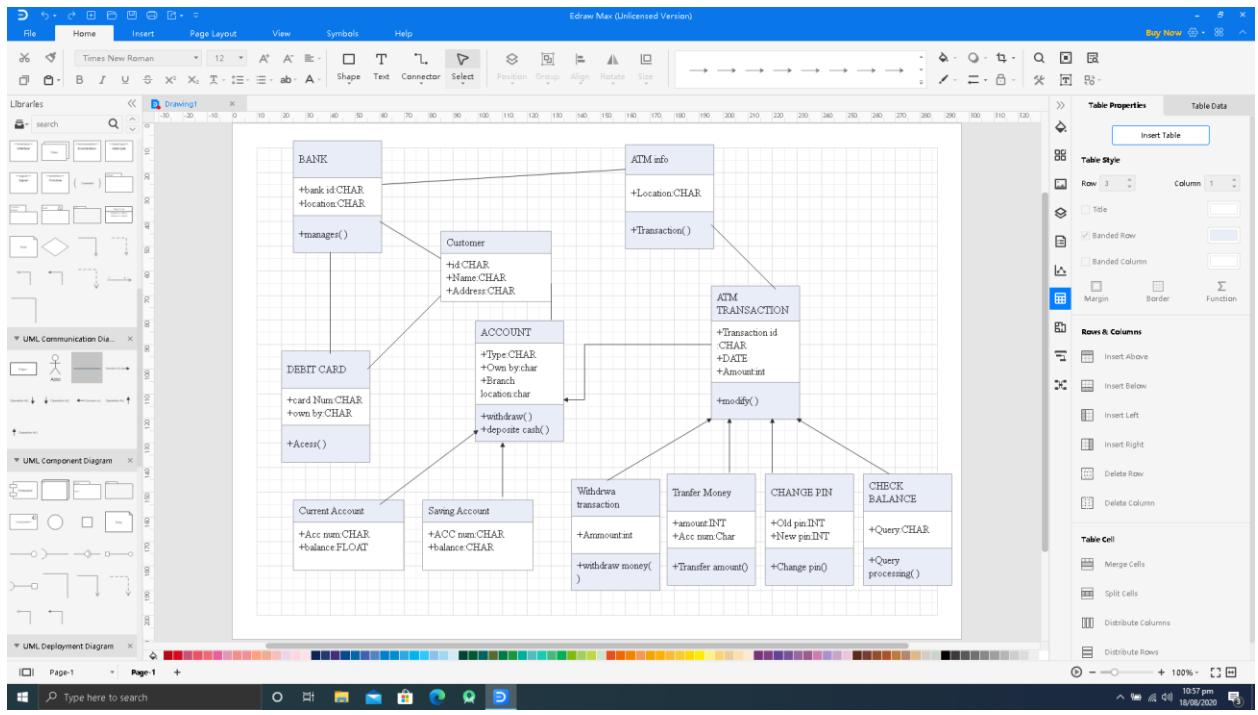 Edraw Max (Unlicensed Version)
File Home Insert Page Layout View Symbols Help Buy Now
Times New Roman 12
Shape Text Connector Select Position Group Align Rotate Size
Libraries
search
Drawing1
UML Communication Dia...
Actor
UML Component Diagram
UML Deployment Diagram
BANK
+bank id:CHAR
+location:CHAR
+manages( )
ATM info
+Location:CHAR
+Transaction( )
Customer
+id:CHAR
+Name:CHAR
+Address:CHAR
ATM
TRANSACTION
+Transaction id
:CHAR
+DATE
+Amount:int
+modify( )
ACCOUNT
+Type:CHAR
+Own by:char
+Branch
location:char
+withdraw( )
+deposite cash( )
DEBIT CARD
+card Num:CHAR
+own by:CHAR
+Acess( )
Current Account
+Acc num:CHAR
+balance:FLOAT
Saving Account
+ACC num:CHAR
+balance:CHAR
Withdrwa
transaction
+Ammount:int
+withdraw money(
)
Tranfer Money
+amount:INT
+Acc num:Char
+Transfer amount()
CHANGE PIN
+Old pin:INT
+New pin:INT
+Change pin()
CHECK
BALANCE
+Query:CHAR
+Query
processing( )
Table Properties Table Data
Insert Table
Table Style
Row 3 Column 1
Title
Banded Row
Banded Column
Margin Border Function
Rows & Columns
Insert Above
Insert Below
Insert Left
Insert Right
Delete Row
Delete Column
Table Cell
Merge Cells
Split Cells
Distribute Columns
Distribute Rows
Page-1 Page-1 + 100%
Type here to search
10:57 pm
18/08/2020